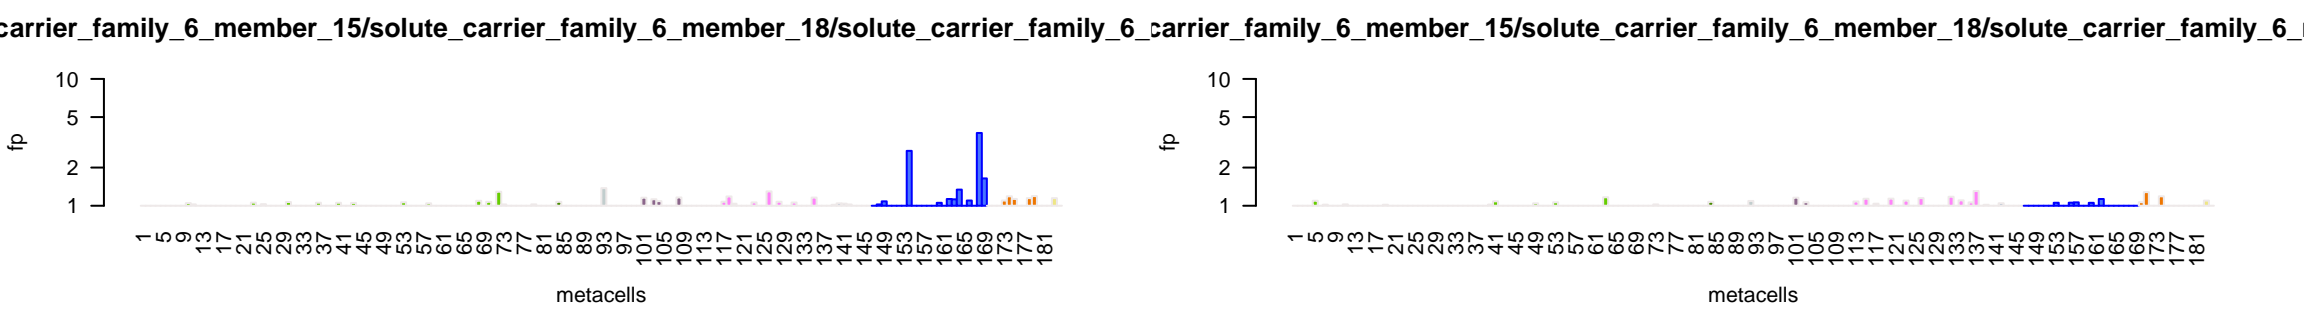 carrier_family_6_member_15/solute_carrier_family_6_member_18/solute_carrier_family_6_
carrier_family_6_member_15/solute_carrier_family_6_member_18/solute_carrier_family_6_
10
5
2
1
fp
1 5 9 13 17 21 25 29 33 37 41 45 49 53 57 61 65 69 73 77 81 85 89 93 97 101 105 109 113 117 121 125 129 133 137 141 145 149 153 157 161 165 169 173 177 181
metacells
10
5
2
1
fp
1 5 9 13 17 21 25 29 33 37 41 45 49 53 57 61 65 69 73 77 81 85 89 93 97 101 105 109 113 117 121 125 129 133 137 141 145 149 153 157 161 165 169 173 177 181
metacells